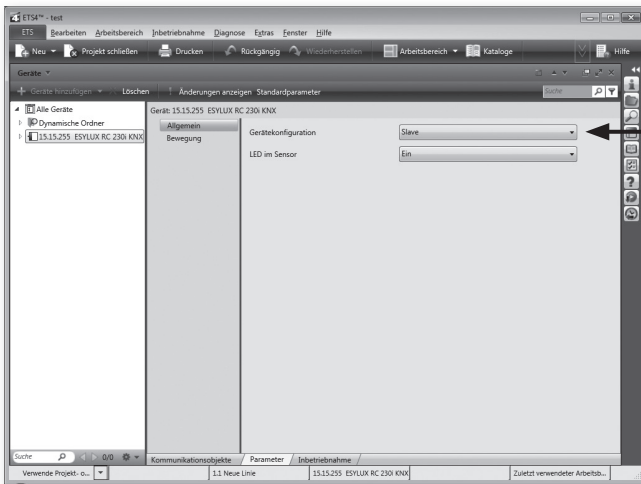 ETS4™ - test
ETS Bearbeiten Arbeitsbereich Inbetriebnahme Diagnose Extras Fenster Hilfe
Neu Projekt schließen Drucken Rückgängig Wiederherstellen Arbeitsbereich Kataloge Hilfe
Geräte
Geräte hinzufügen Löschen Änderungen anzeigen Standardparameter Suche
Alle Geräte
Dynamische Ordner
15.15.255 ESYLUX RC 230i KNX
Gerät: 15.15.255 ESYLUX RC 230i KNX
Allgemein
Bewegung
Gerätekonfiguration Slave
LED im Sensor Ein
Suche 0/0
Kommunikationsobjekte Parameter Inbetriebnahme
Verwende Projekt- o... 1.1 Neue Linie 15.15.255 ESYLUX RC 230i KNX Zuletzt verwendeter Arbeitsb...